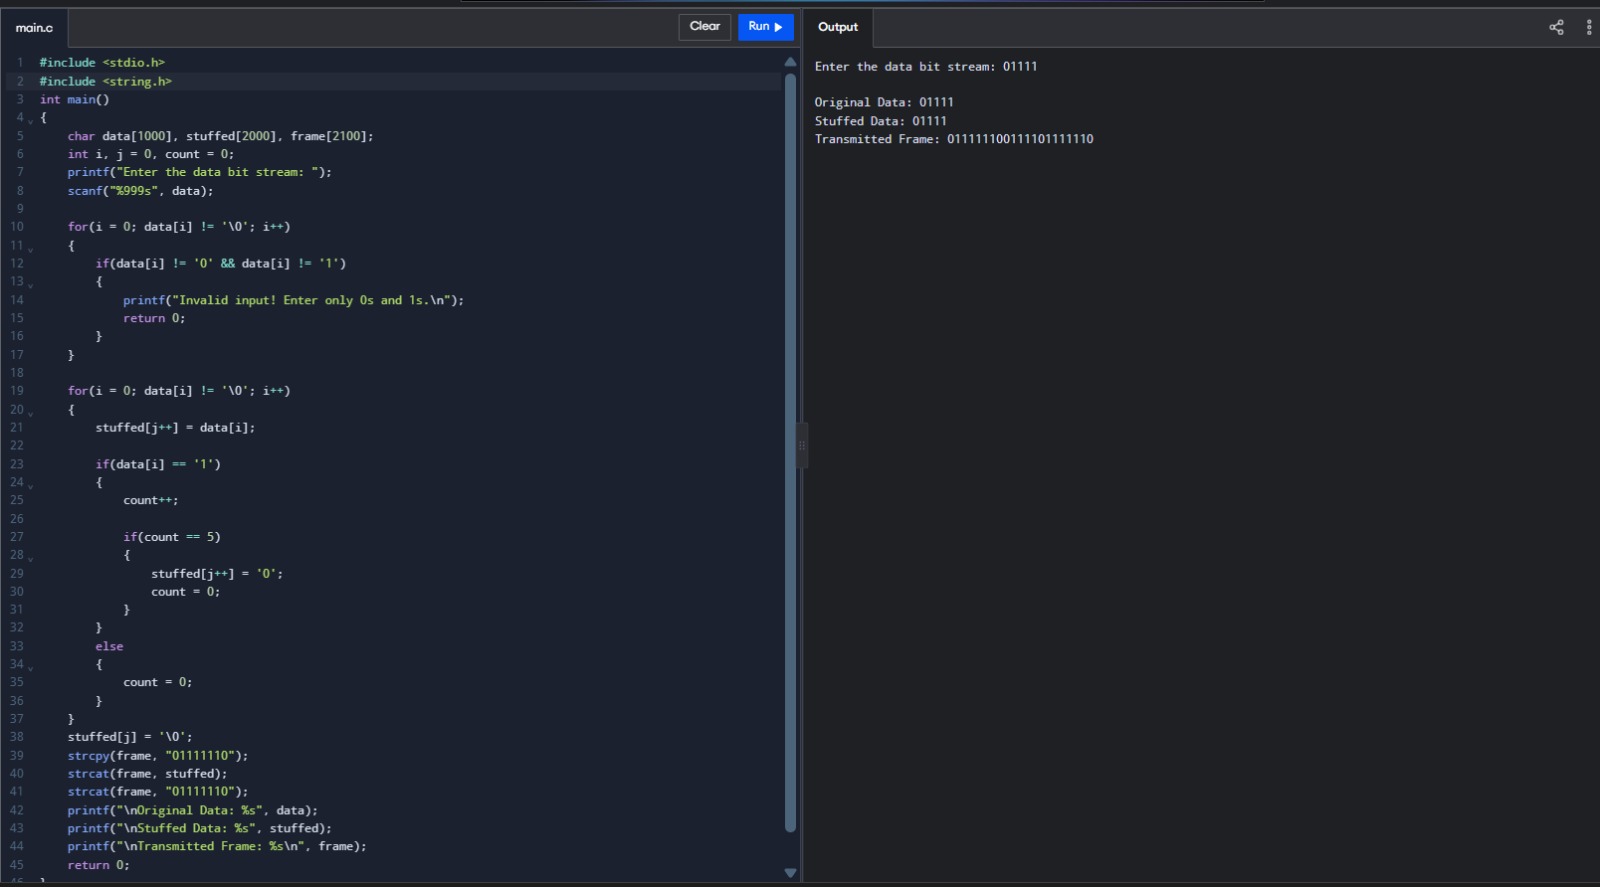 main.c
Clear
Run
Output
1 #include <stdio.h>
2 #include <string.h>
3 int main()
4 {
5     char data[1000], stuffed[2000], frame[2100];
6     int i, j = 0, count = 0;
7     printf("Enter the data bit stream: ");
8     scanf("%999s", data);
9
10     for(i = 0; data[i] != '\0'; i++)
11     {
12         if(data[i] != '0' && data[i] != '1')
13         {
14             printf("Invalid input! Enter only 0s and 1s.\n");
15             return 0;
16         }
17     }
18
19     for(i = 0; data[i] != '\0'; i++)
20     {
21         stuffed[j++] = data[i];
22
23         if(data[i] == '1')
24         {
25             count++;
26
27             if(count == 5)
28             {
29                 stuffed[j++] = '0';
30                 count = 0;
31             }
32         }
33         else
34         {
35             count = 0;
36         }
37     }
38     stuffed[j] = '\0';
39     strcpy(frame, "01111110");
40     strcat(frame, stuffed);
41     strcat(frame, "01111110");
42     printf("\nOriginal Data: %s", data);
43     printf("\nStuffed Data: %s", stuffed);
44     printf("\nTransmitted Frame: %s\n", frame);
45     return 0;
Enter the data bit stream: 01111
Original Data: 01111
Stuffed Data: 01111
Transmitted Frame: 011111100111101111110